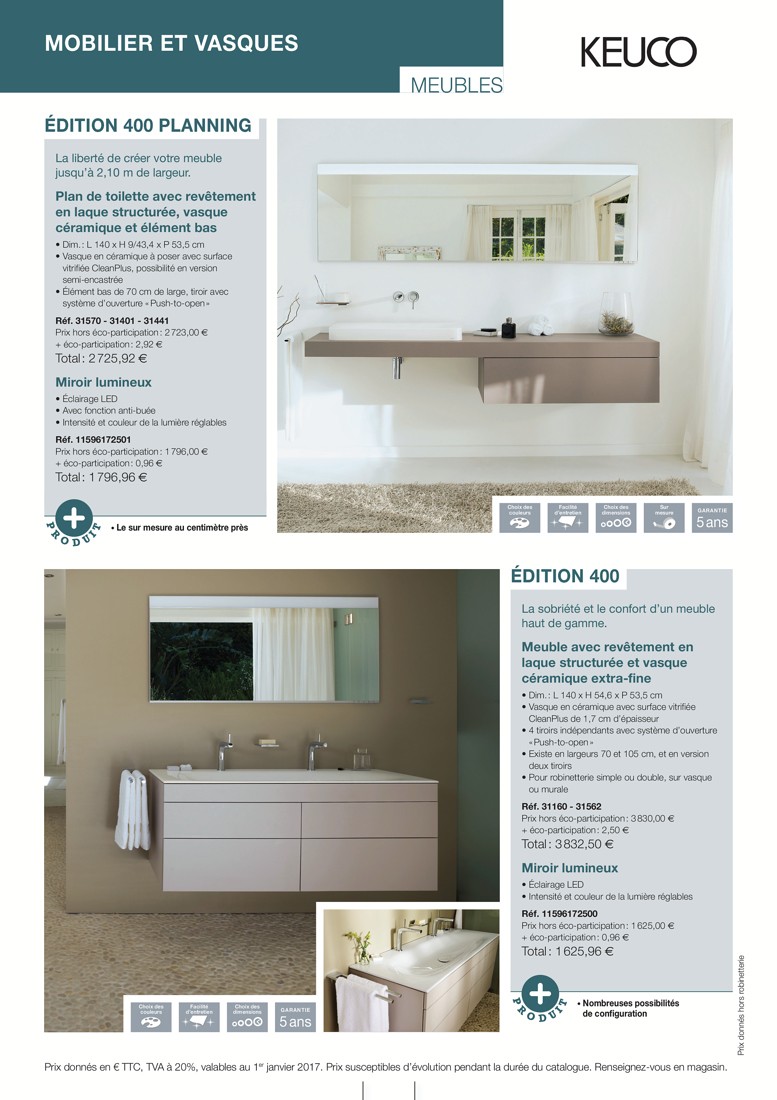 MOBILIER ET VASQUES
KEUCO
MEUBLES
ÉDITION 400 PLANNING
La liberté de créer votre meuble
jusqu'à 2,10 m de largeur.
Plan de toilette avec revêtement
en laque structurée, vasque
céramique et élément bas
• Dim. : L 140 x H 9/43,4 x P 53,5 cm
• Vasque en céramique à poser avec surface
vitrifiée CleanPlus, possibilité en version
semi-encastrée
• Élément bas de 70 cm de large, tiroir avec
système d'ouverture « Push-to-open »
Réf. 31570 - 31401 - 31441
Prix hors éco-participation : 2 723,00 €
+ éco-participation : 2,92 €
Total : 2 725,92 €
Miroir lumineux
• Éclairage LED
• Avec fonction anti-buée
• Intensité et couleur de la lumière réglables
Réf. 11596172501
Prix hors éco-participation : 1 796,00 €
+ éco-participation : 0,96 €
Total : 1 796,96 €
PRODUIT
• Le sur mesure au centimètre près
Choix des
couleurs
Facilité
d'entretien
Choix des
dimensions
Sur
mesure
GARANTIE
5 ans
ÉDITION 400
La sobriété et le confort d'un meuble
haut de gamme.
Meuble avec revêtement en
laque structurée et vasque
céramique extra-fine
• Dim. : L 140 x H 54,6 x P 53,5 cm
• Vasque en céramique avec surface vitrifiée
CleanPlus de 1,7 cm d'épaisseur
• 4 tiroirs indépendants avec système d'ouverture
« Push-to-open »
• Existe en largeurs 70 et 105 cm, et en version
deux tiroirs
• Pour robinetterie simple ou double, sur vasque
ou murale
Réf. 31160 - 31562
Prix hors éco-participation : 3 830,00 €
+ éco-participation : 2,50 €
Total : 3 832,50 €
Miroir lumineux
• Éclairage LED
• Intensité et couleur de la lumière réglables
Réf. 11596172500
Prix hors éco-participation : 1 625,00 €
+ éco-participation : 0,96 €
Total : 1 625,96 €
PRODUIT
• Nombreuses possibilités
de configuration
Choix des
couleurs
Facilité
d'entretien
Choix des
dimensions
GARANTIE
5 ans
Prix donnés hors robinetterie
Prix donnés en € TTC, TVA à 20%, valables au 1er janvier 2017. Prix susceptibles d'évolution pendant la durée du catalogue. Renseignez-vous en magasin.